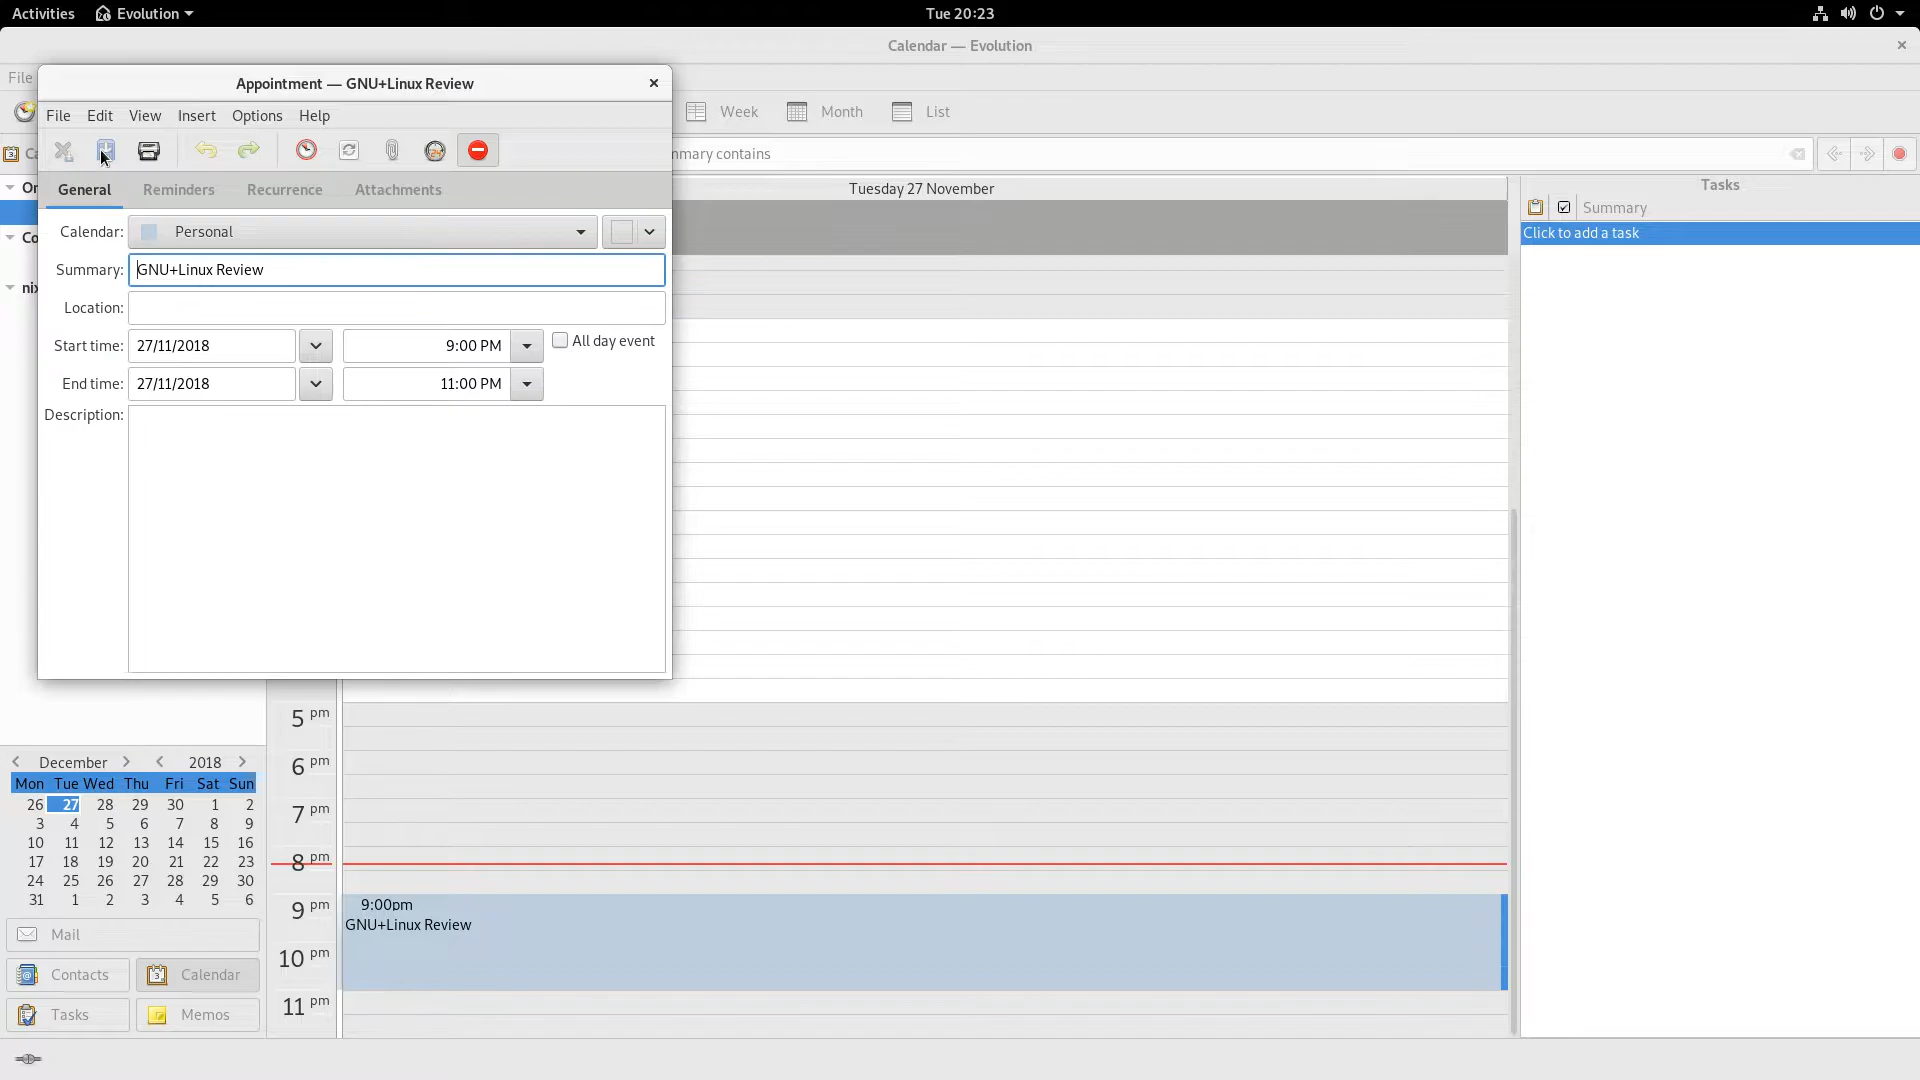 Activities Evolution Tue 20:23
Calendar — Evolution
File
Appointment — GNU+Linux Review
File Edit View Insert Options Help
Week Month List
mmary contains
General Reminders Recurrence Attachments
Calendar: Personal
Summary: GNU+Linux Review
Location:
Start time: 27/11/2018 9:00 PM All day event
End time: 27/11/2018 11:00 PM
Description:
Tuesday 27 November
Tasks
Summary
Click to add a task
Ca
On
Co
nix
5 pm
6 pm
7 pm
8 pm
9 pm
10 pm
11 pm
9:00pm
GNU+Linux Review
December 2018
Mon Tue Wed Thu Fri Sat Sun
26 27 28 29 30 1 2
3 4 5 6 7 8 9
10 11 12 13 14 15 16
17 18 19 20 21 22 23
24 25 26 27 28 29 30
31 1 2 3 4 5 6
Mail
Contacts Calendar
Tasks Memos